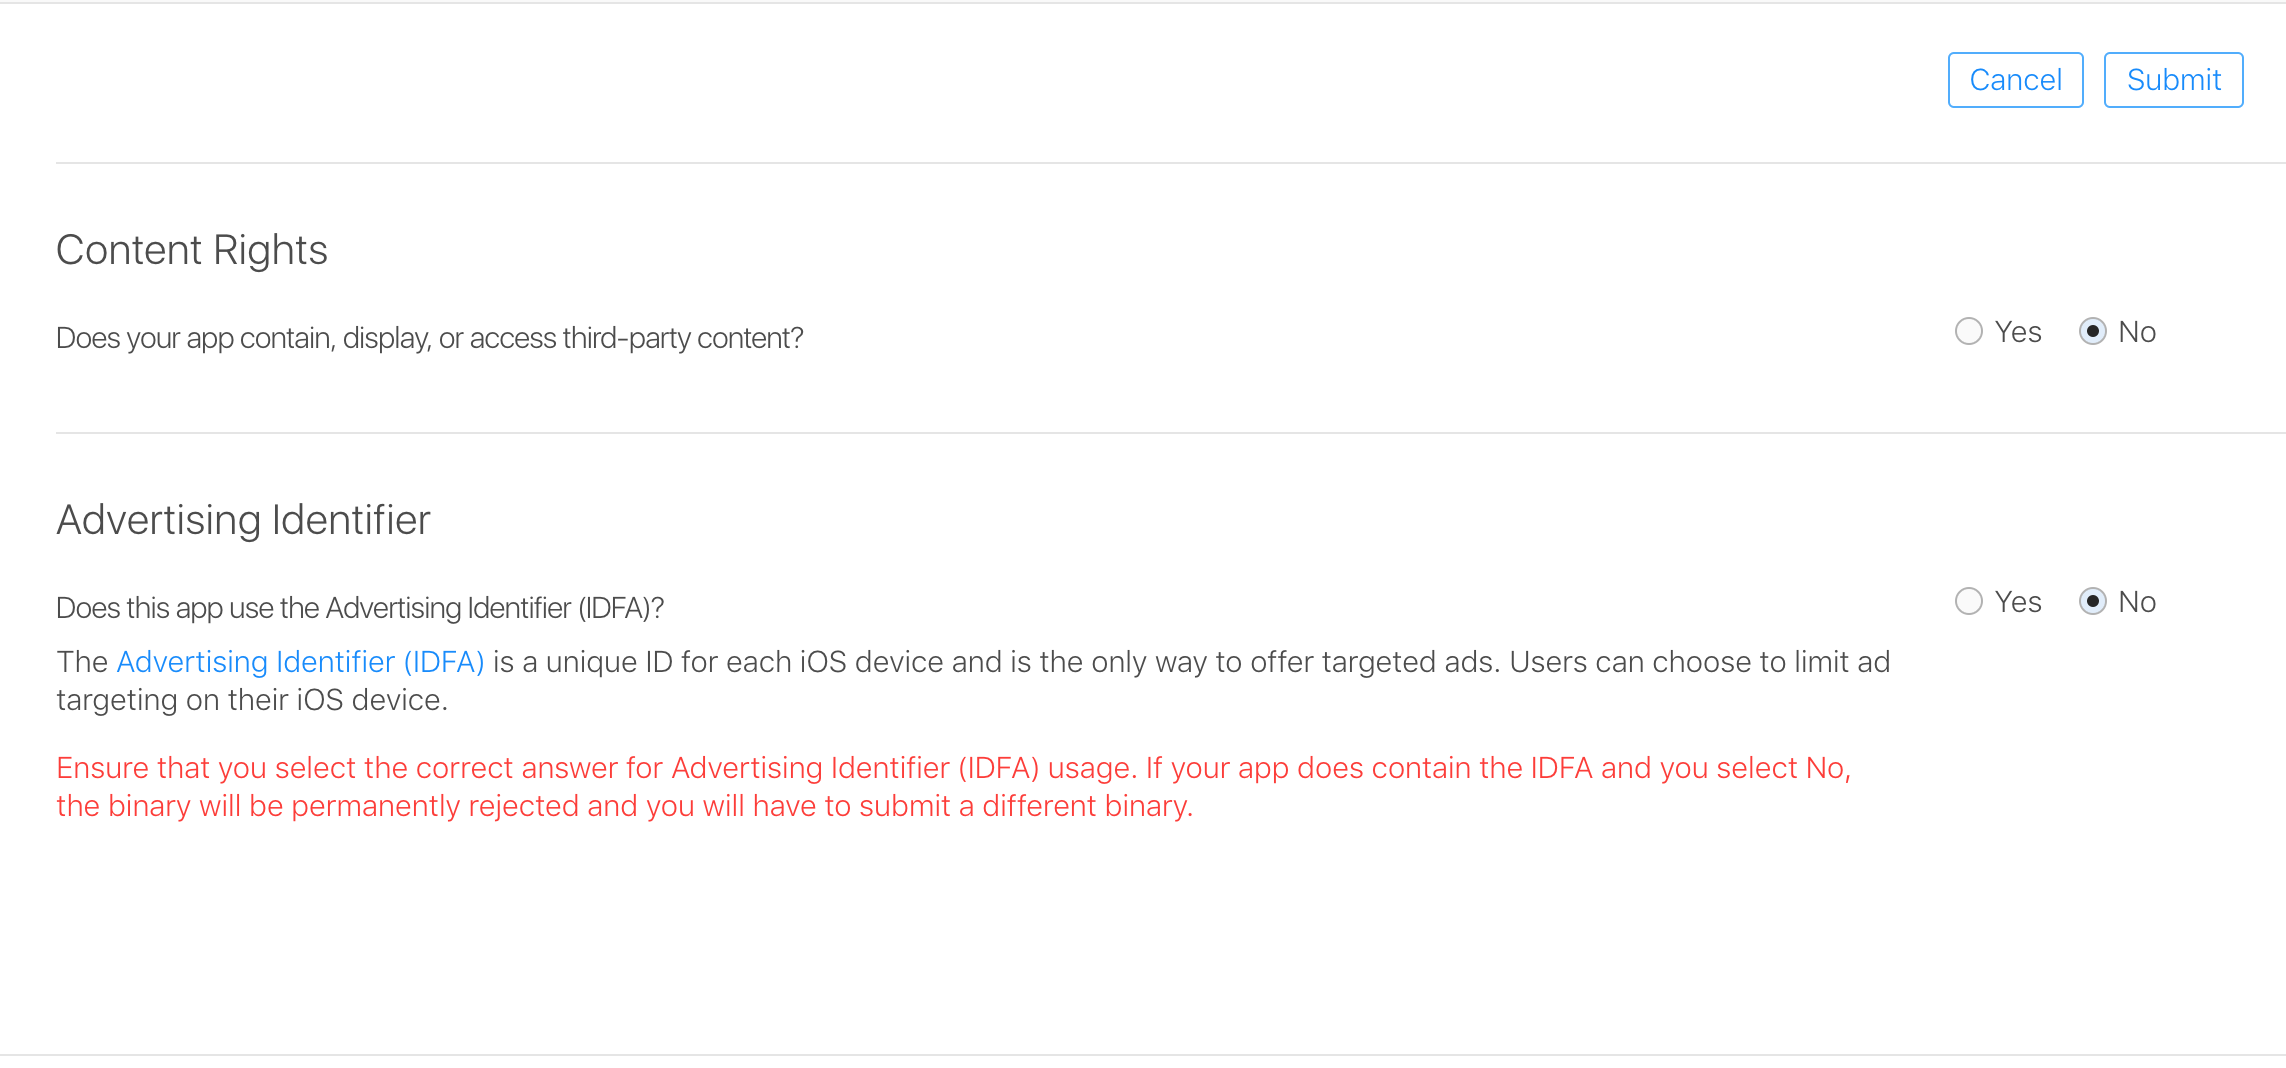 Cancel Submit
Content Rights
Does your app contain, display, or access third-party content? Yes No
Advertising Identifier
Does this app use the Advertising Identifier (IDFA)? Yes No
The Advertising Identifier (IDFA) is a unique ID for each iOS device and is the only way to offer targeted ads. Users can choose to limit ad
targeting on their iOS device.
Ensure that you select the correct answer for Advertising Identifier (IDFA) usage. If your app does contain the IDFA and you select No,
the binary will be permanently rejected and you will have to submit a different binary.